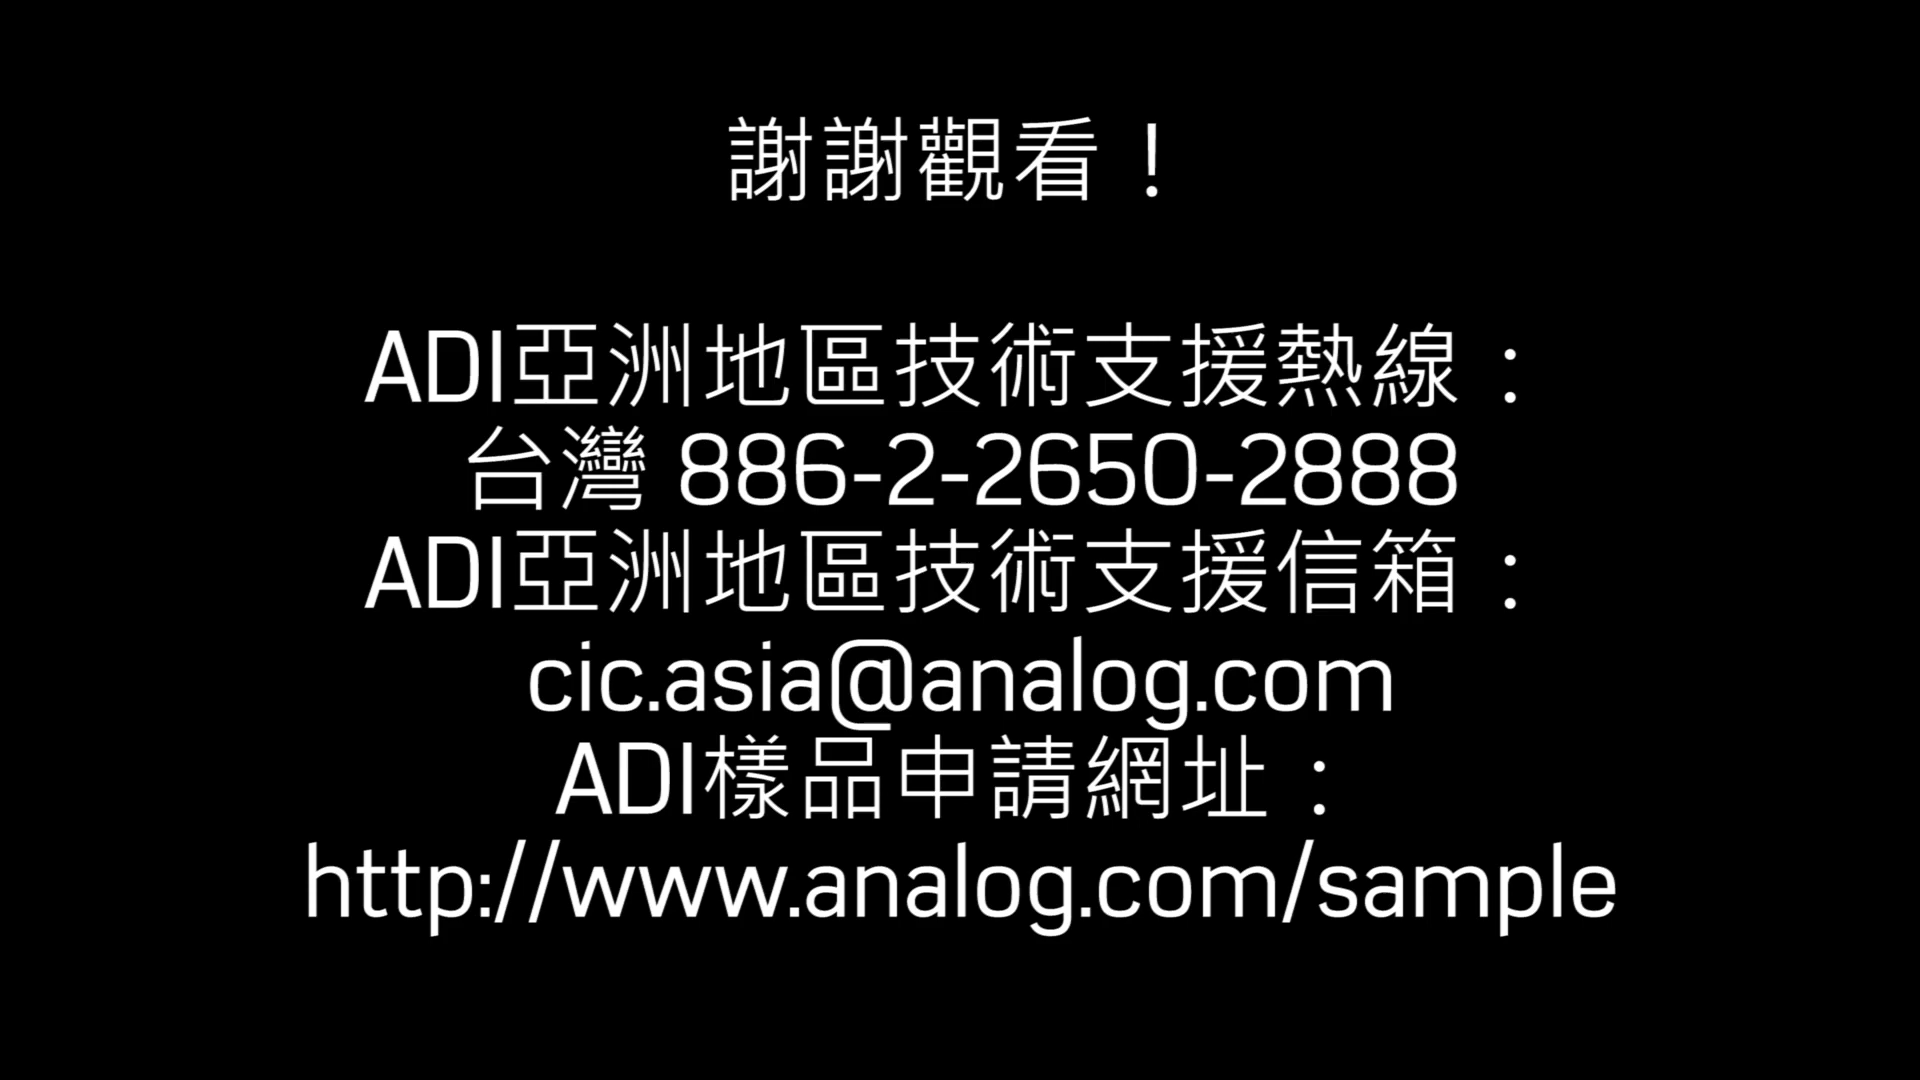 謝謝觀看！
ADI亞洲地區技術支援熱線：
台灣 886-2-2650-2888
ADI亞洲地區技術支援信箱：
cic.asia@analog.com
ADI樣品申請網址：
http://www.analog.com/sample